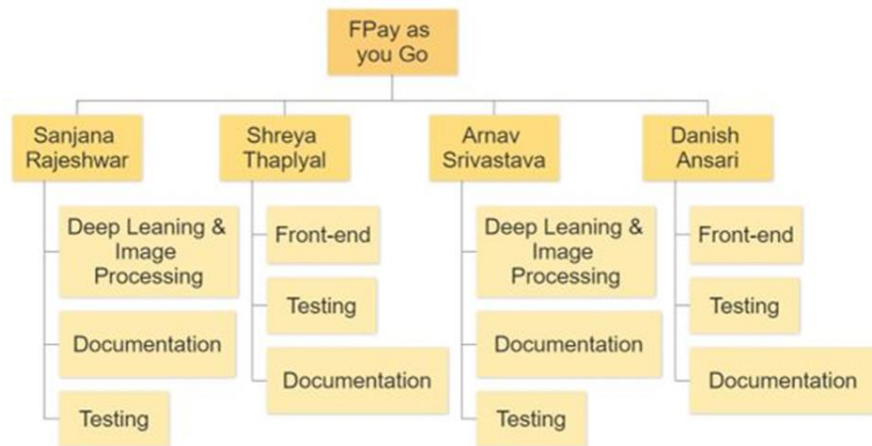 FPay as
you Go
Sanjana
Rajeshwar
Shreya
Thaplyal
Arnav
Srivastava
Danish
Ansari
Deep Leaning &
Image
Processing
Documentation
Testing
Front-end
Testing
Documentation
Deep Leaning &
Image
Processing
Documentation
Testing
Front-end
Testing
Documentation